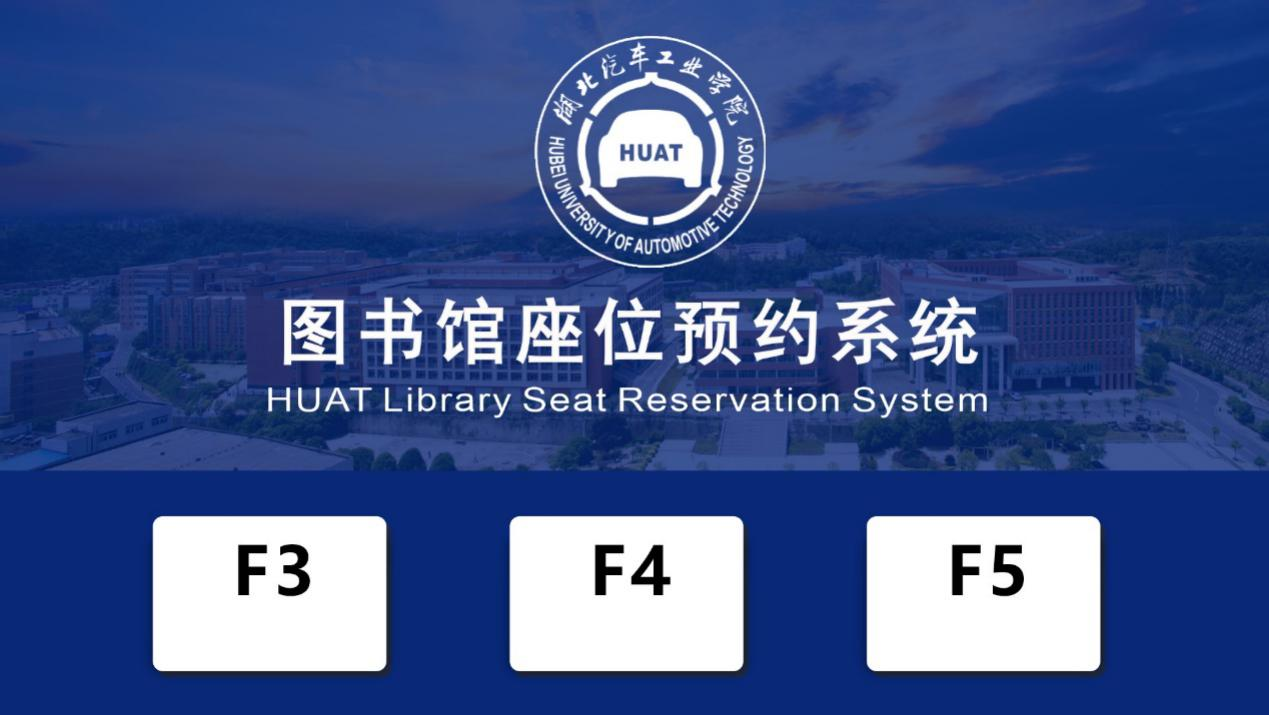 湖北汽车工业学院
HUAT
HUBEI UNIVERSITY OF AUTOMOTIVE TECHNOLOGY
图书馆座位预约系统
HUAT Library Seat Reservation System
F3
F4
F5